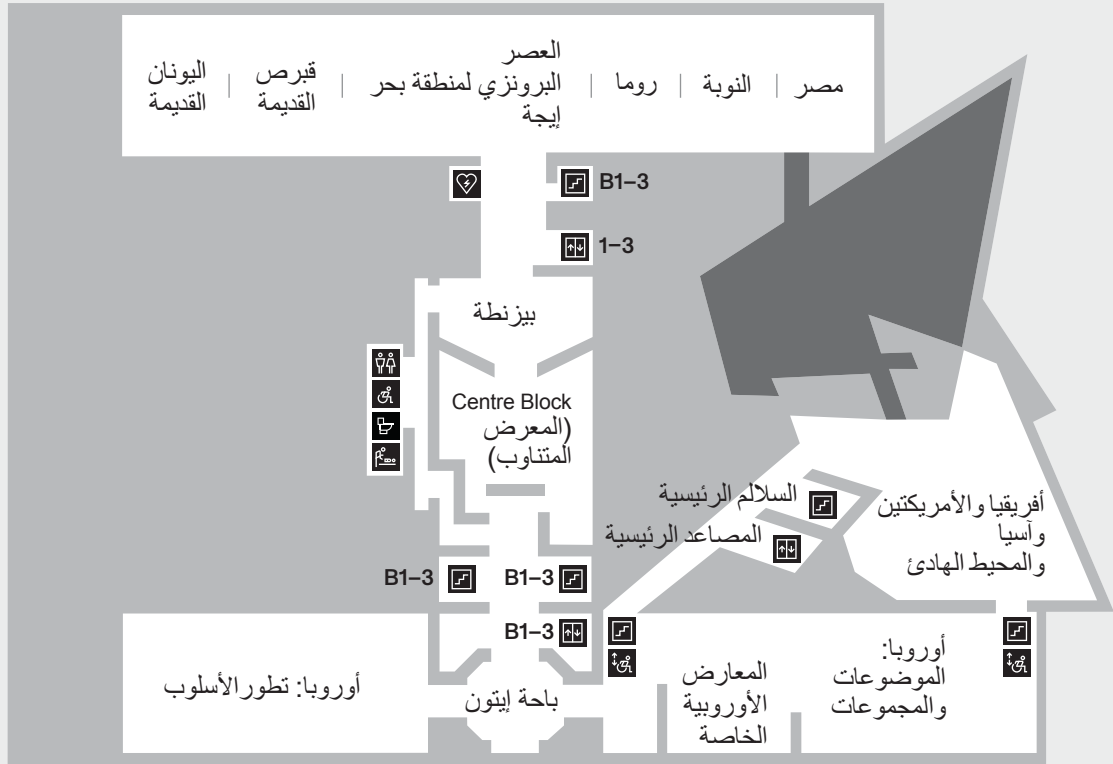 العصر
البرونزي لمنطقة بحر
إيجة
مصر
النوبة
روما
قبرص
القديمة
اليونان
القديمة
B1–3
1–3
بيزنطة
Centre Block
(المعرض
المتناوب)
السلالم الرئيسية
المصاعد الرئيسية
أفريقيا والأمريكتين
وآسيا
والمحيط الهادئ
B1–3
B1–3
B1–3
أوروبا:
الموضوعات
والمجموعات
المعارض
الأوروبية
الخاصة
باحة إيتون
أوروبا: تطور الأسلوب